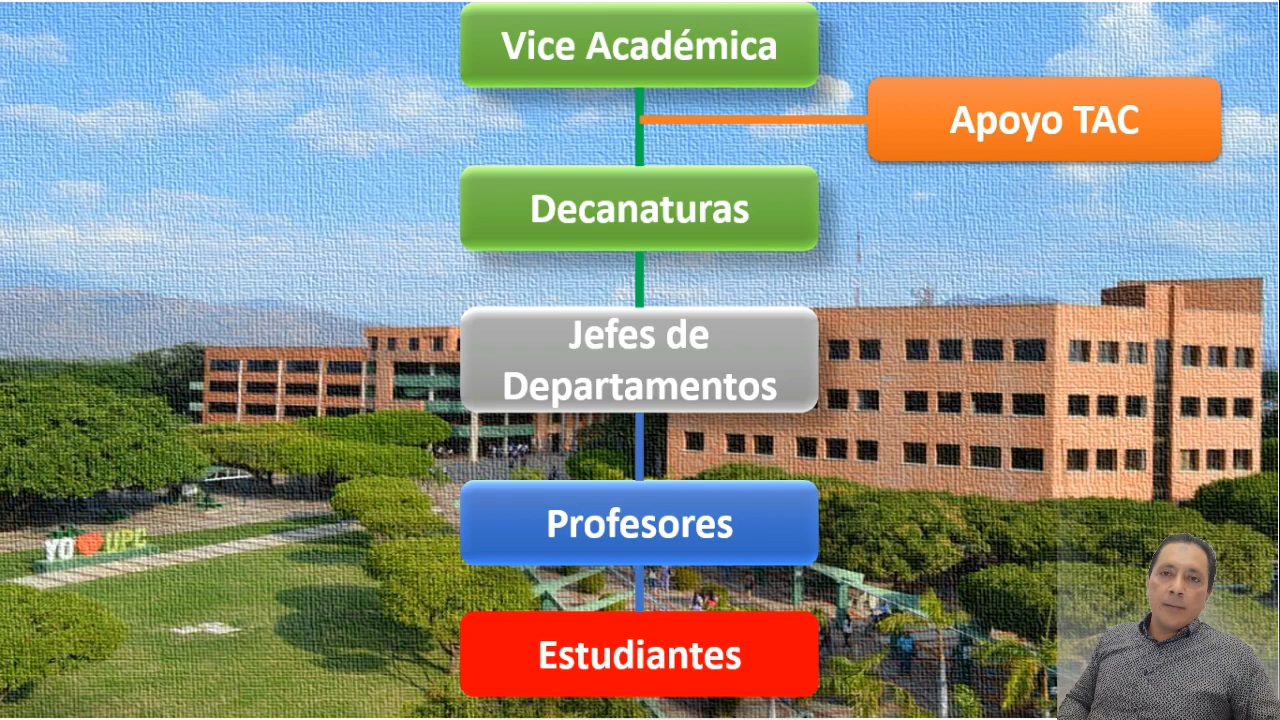 Vice Académica
Apoyo TAC
Decanaturas
Jefes de
Departamentos
Profesores
YO UPC
Estudiantes